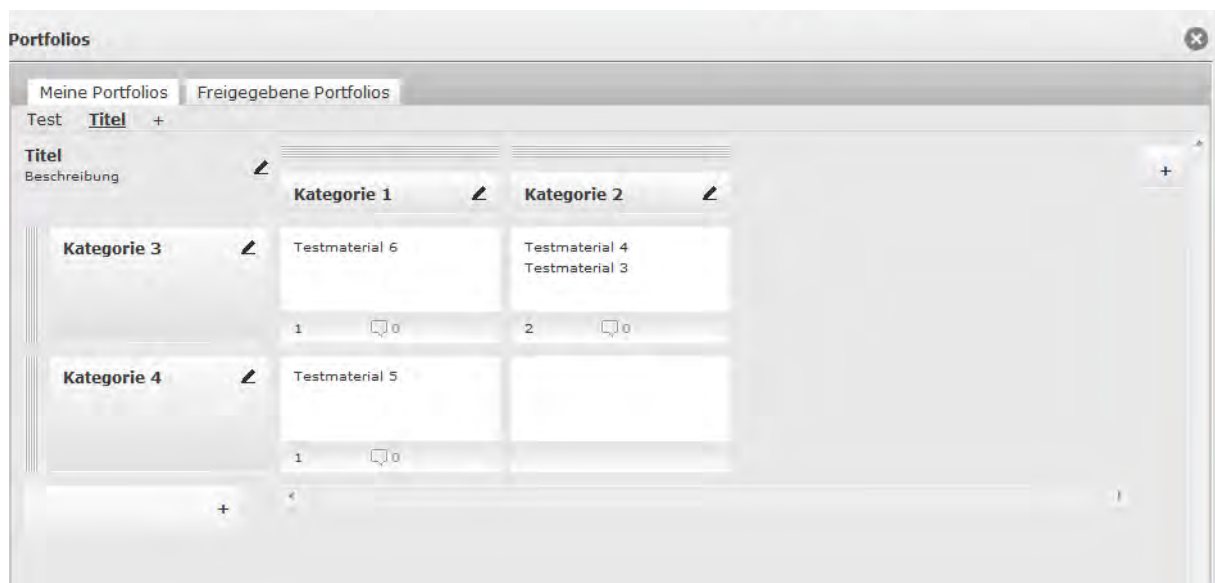 Portfolios
Meine Portfolios Freigegebene Portfolios
Test Titel +
Titel
Beschreibung
+
Kategorie 1 Kategorie 2
Kategorie 3
Testmaterial 6
Testmaterial 4
Testmaterial 3
1 0
2 0
Kategorie 4
Testmaterial 5
1 0
+